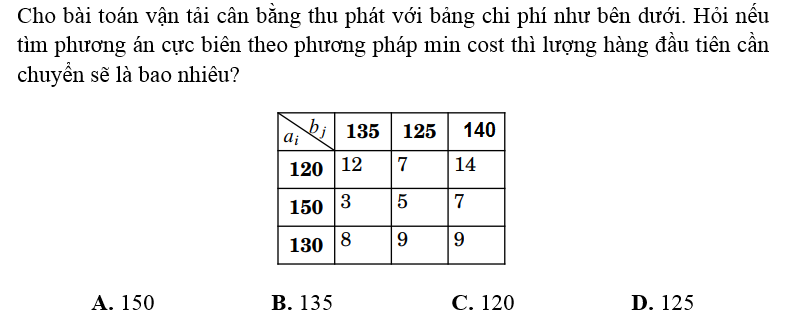 Cho bài toán vận tải cân bằng thu phát với bảng chi phí như bên dưới. Hỏi nếu
tìm phương án cực biên theo phương pháp min cost thì lượng hàng đầu tiên cần
chuyển sẽ là bao nhiêu?
a_i b_j 135 125 140
120 12 7 14
150 3 5 7
130 8 9 9
A. 150 B. 135 C. 120 D. 125